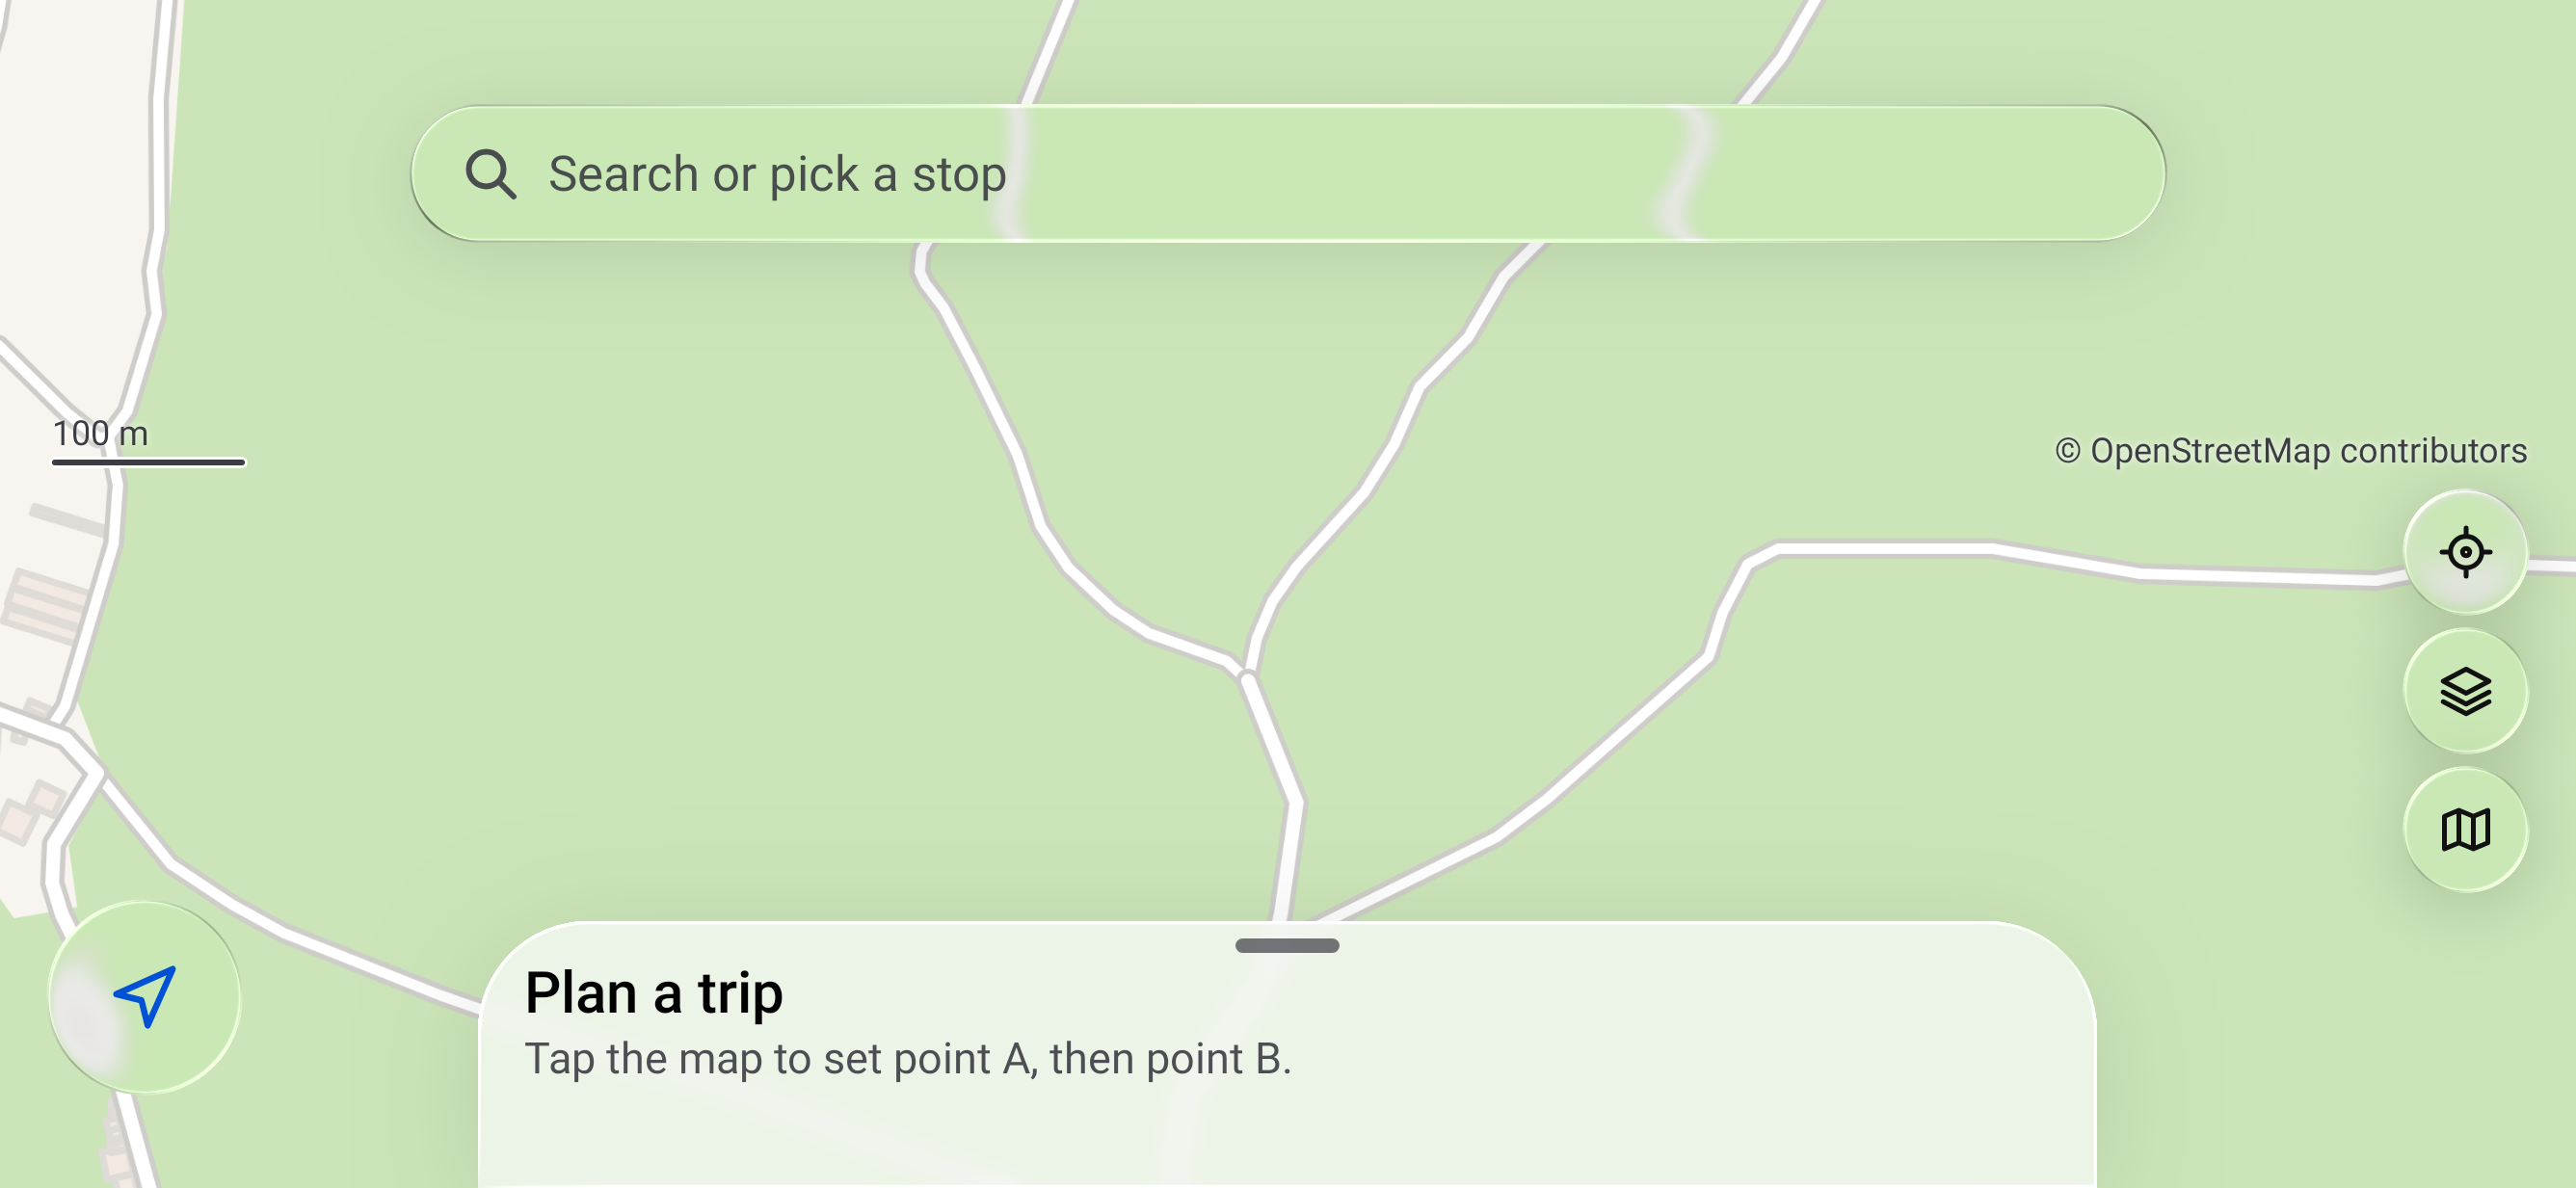 Search or pick a stop
100 m
© OpenStreetMap contributors
Plan a trip
Tap the map to set point A, then point B.